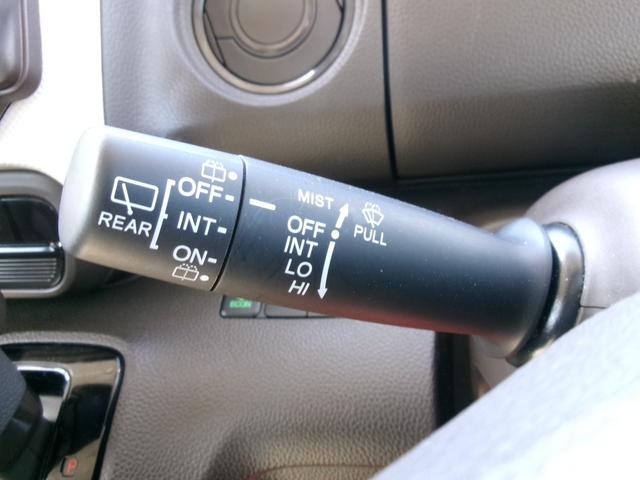 REAR
OFF
INT
ON
MIST
OFF
INT
LO
HI
PULL
ECON
P